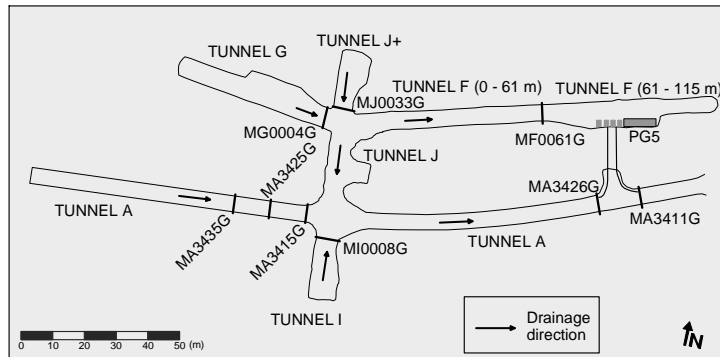 TUNNEL G
TUNNEL J+
TUNNEL F (0 - 61 m)
TUNNEL F (61 - 115 m)
MJ0033G
MG0004G
MF0061G
PG5
MA3425G
TUNNEL J
MA3426G
MA3411G
TUNNEL A
MA3435G
MA3415G
MI0008G
TUNNEL A
TUNNEL I
0 10 20 30 40 50 (m)
Drainage
direction
N